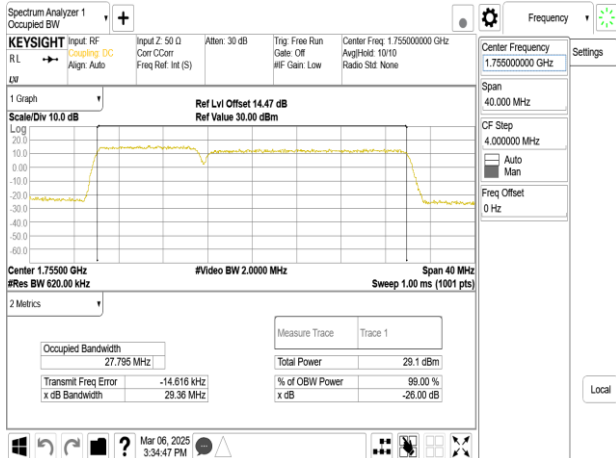 Spectrum Analyzer 1
Occupied BW
Frequency
KEYSIGHT
Input: RF
Coupling: DC
Align: Auto
Input Z: 50 Ω
Corr CCorr
Freq Ref: Int (S)
Atten: 30 dB
Trig: Free Run
Gate: Off
#IF Gain: Low
Center Freq: 1.755000000 GHz
Avg|Hold: 10/10
Radio Std: None
RL
LXI
Center Frequency
1.755000000 GHz
Settings
Span
40.000 MHz
CF Step
4.000000 MHz
Auto
Man
Freq Offset
0 Hz
Local
1 Graph
Scale/Div 10.0 dB
Ref Lvl Offset 14.47 dB
Ref Value 30.00 dBm
Log
20.0
10.0
0.00
-10.0
-20.0
-30.0
-40.0
-50.0
-60.0
Center 1.75500 GHz
#Video BW 2.0000 MHz
Span 40 MHz
#Res BW 620.00 kHz
Sweep 1.00 ms (1001 pts)
2 Metrics
Measure Trace Trace 1
Occupied Bandwidth
27.795 MHz
Total Power 29.1 dBm
Transmit Freq Error -14.616 kHz
% of OBW Power 99.00 %
x dB Bandwidth 29.36 MHz
x dB -26.00 dB
Mar 06, 2025
3:34:47 PM